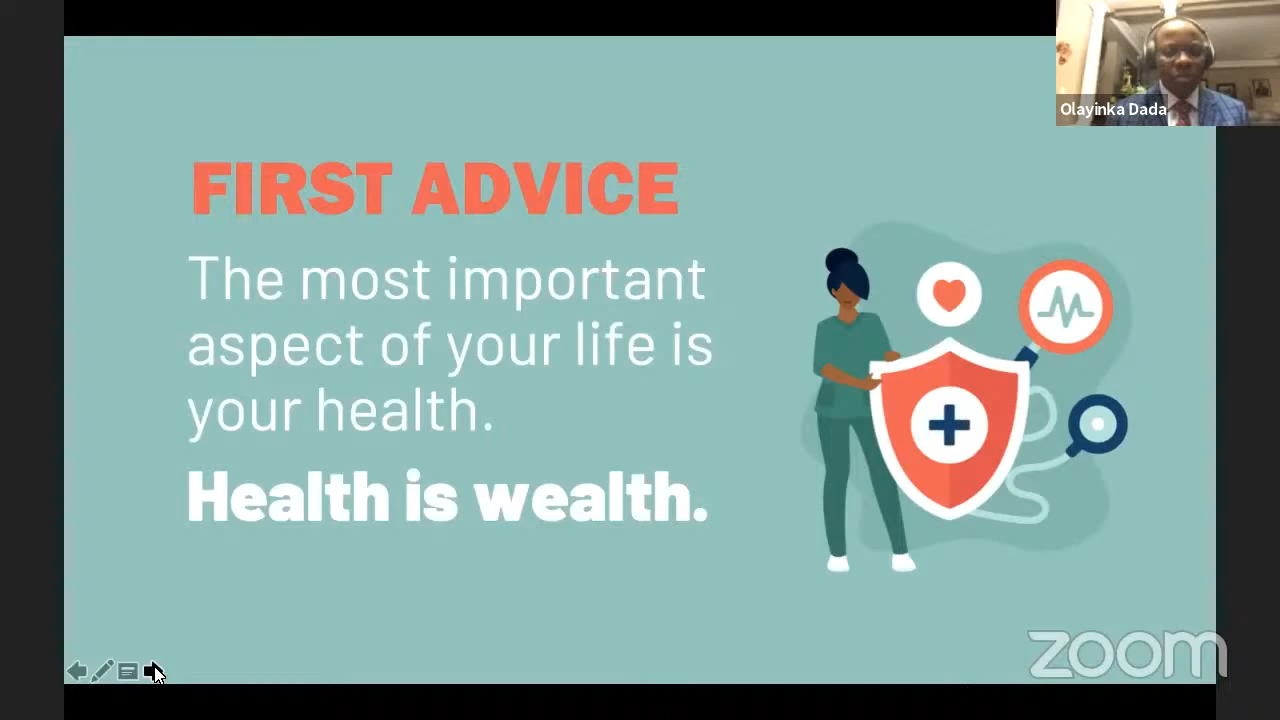 Olayinka Dada
FIRST ADVICE
The most important
aspect of your life is
your health.
Health is wealth.
zoom